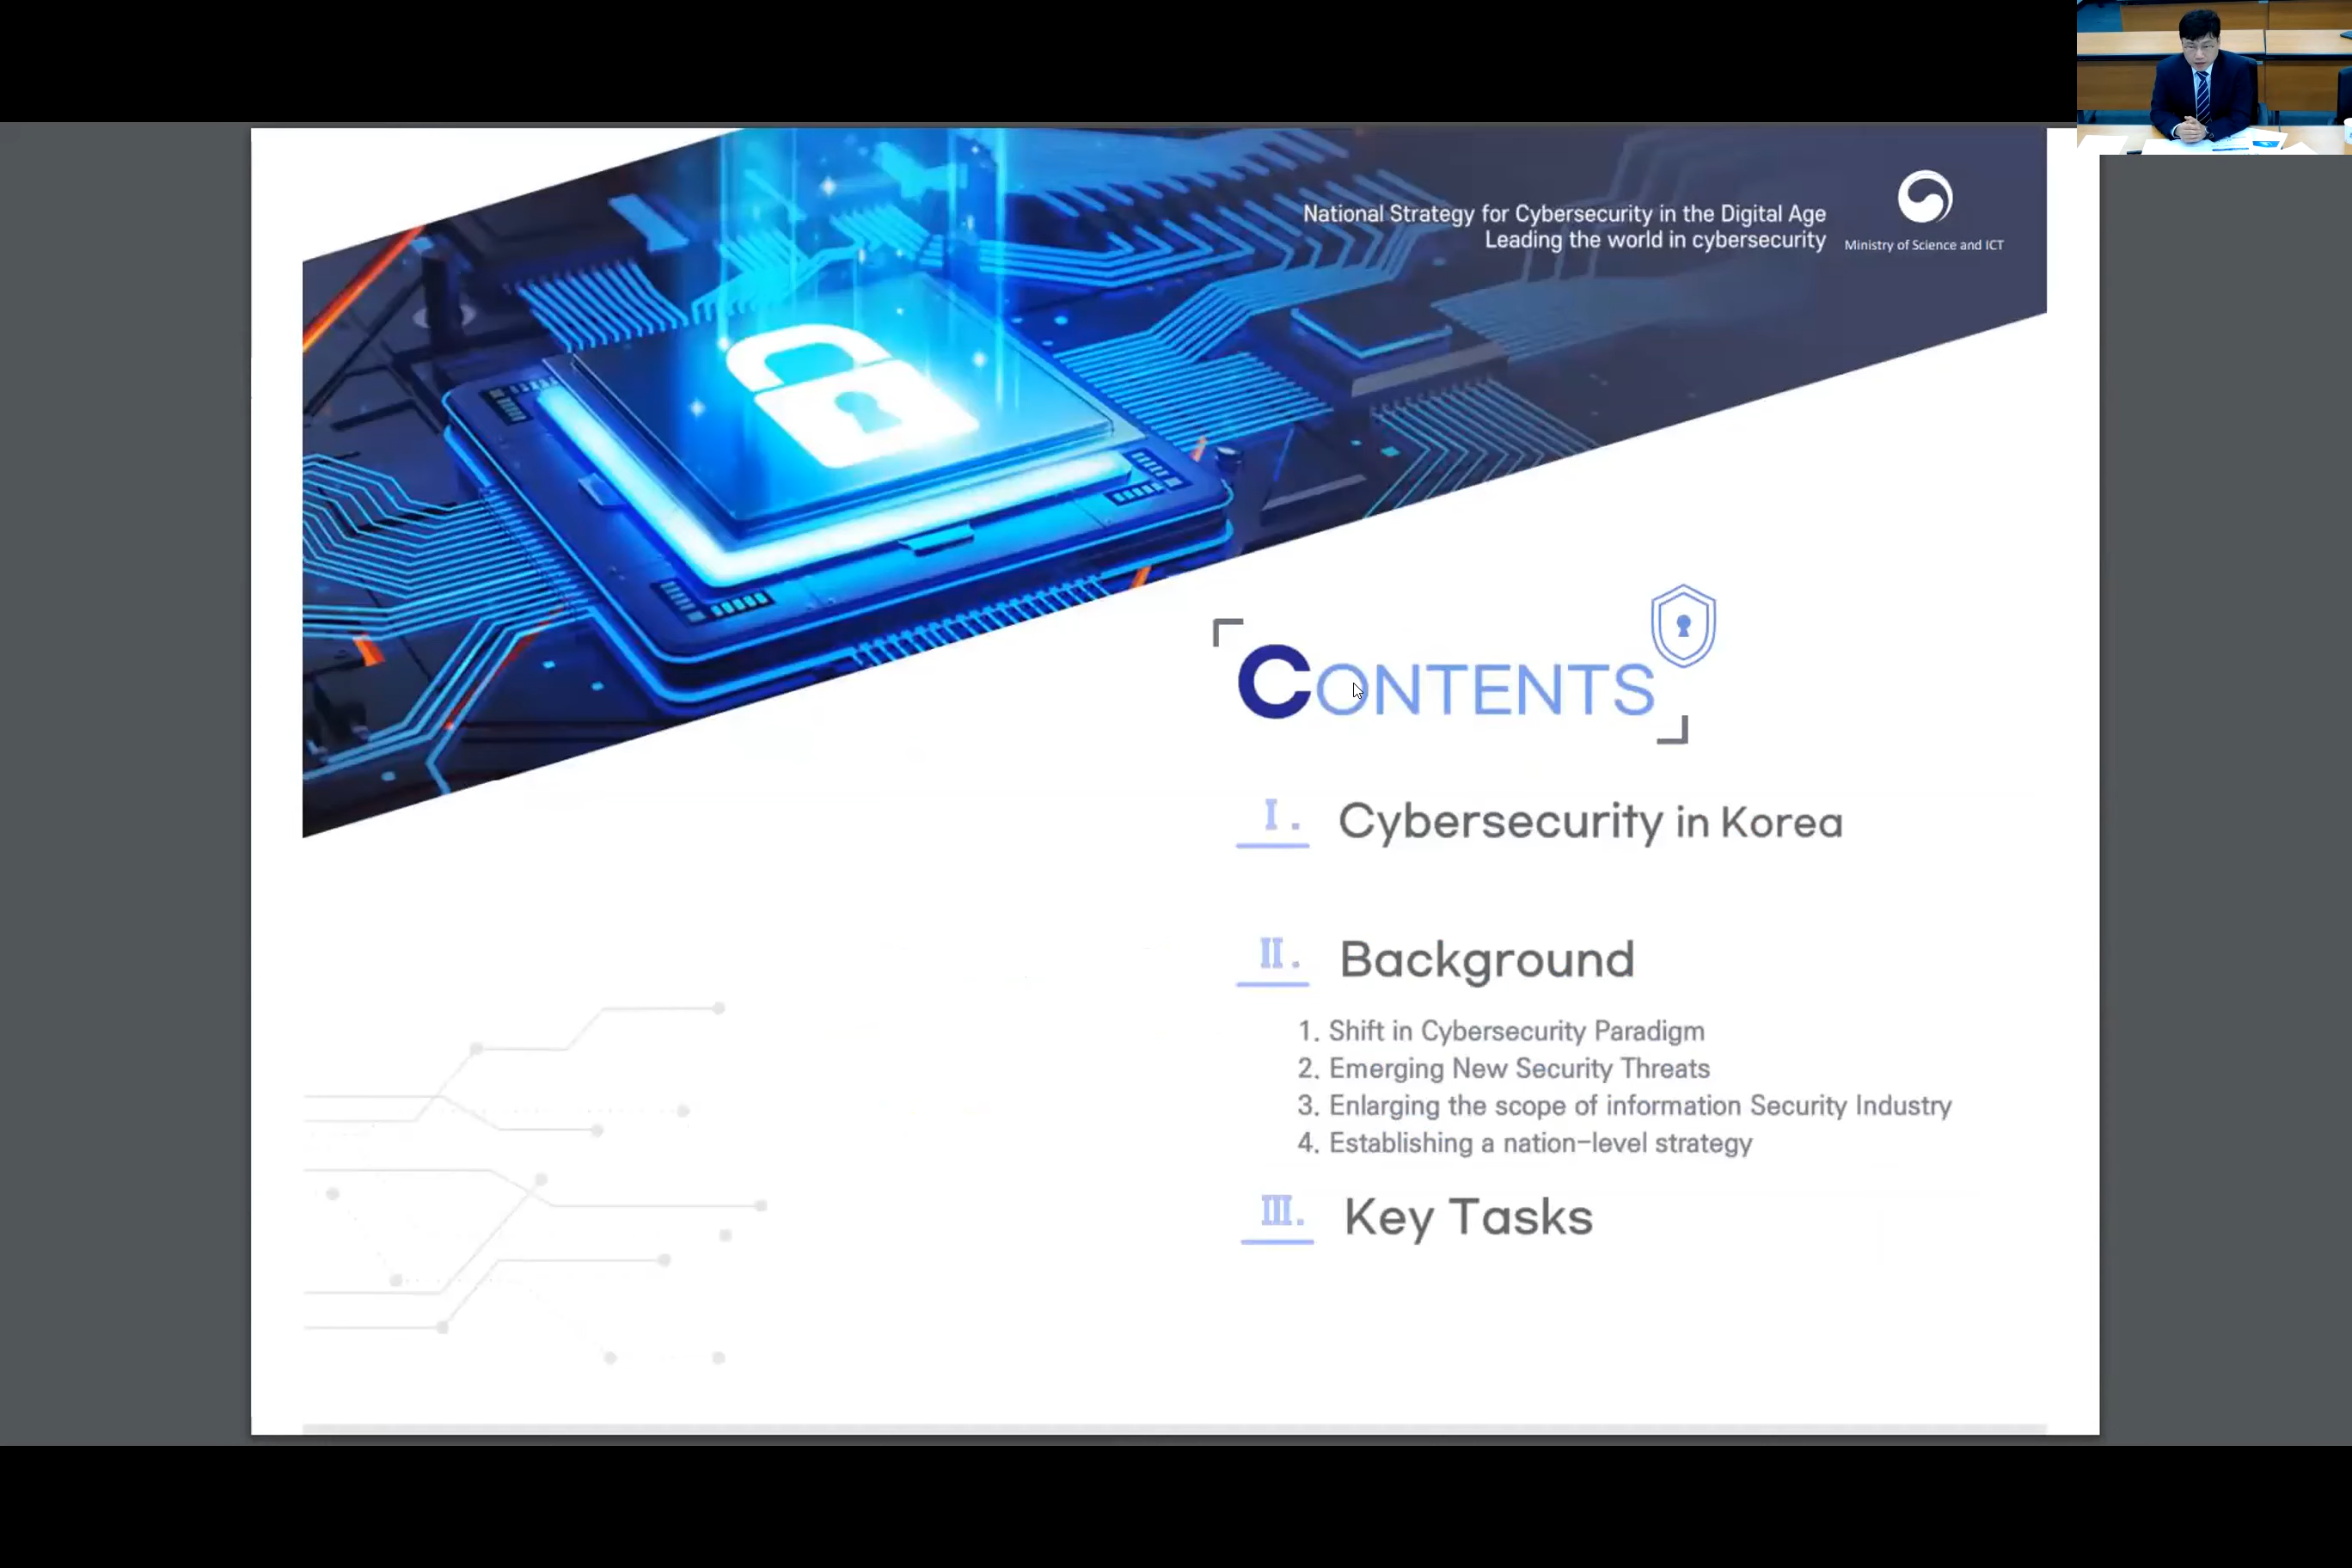 National Strategy for Cybersecurity in the Digital Age
Leading the world in cybersecurity
Ministry of Science and ICT
CONTENTS
Ⅰ. Cybersecurity in Korea
Ⅱ. Background
1. Shift in Cybersecurity Paradigm
2. Emerging New Security Threats
3. Enlarging the scope of information Security Industry
4. Establishing a nation-level strategy
Ⅲ. Key Tasks